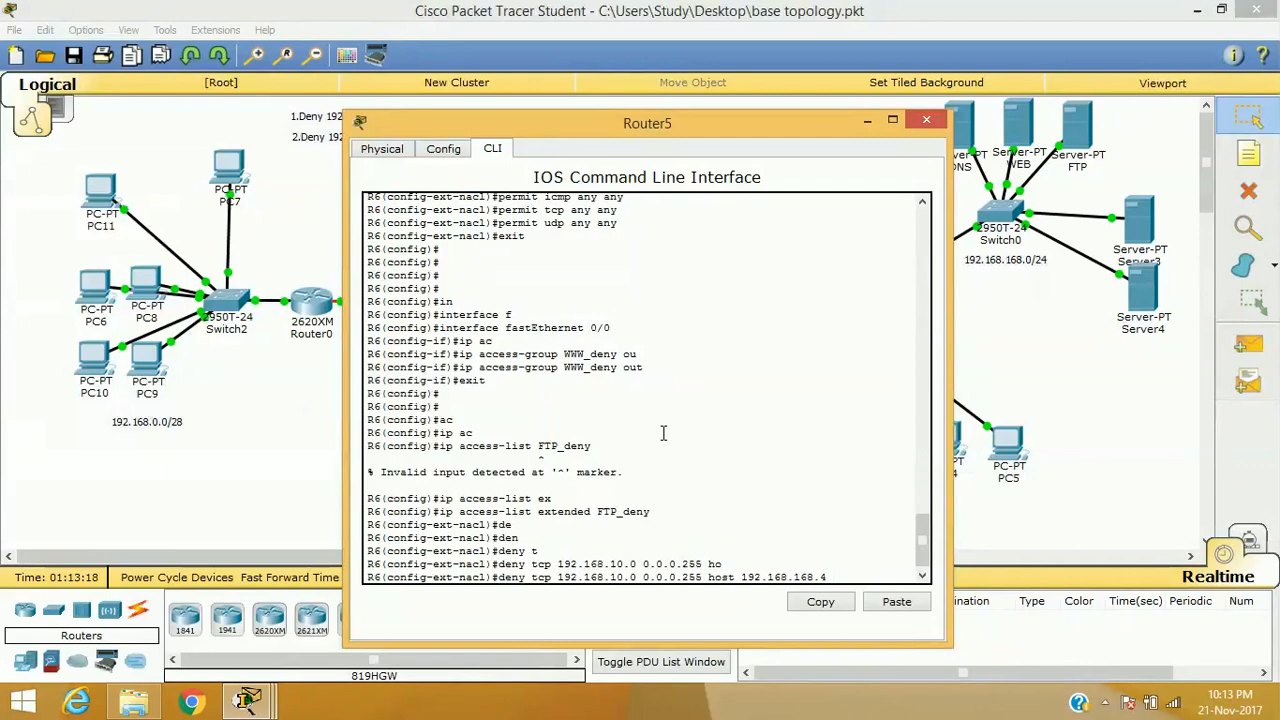 Cisco Packet Tracer Student - C:\Users\Study\Desktop\base topology.pkt
File Edit Options View Tools Extensions Help
Logical [Root] New Cluster Move Object Set Tiled Background Viewport
1.Deny 192
2.Deny 19
PC-PT
PC11
PC-PT
PC7
PC-PT
PC6
PC-PT
PC8
2950T-24
Switch2
2620XM
Router0
PC-PT
PC10
PC-PT
PC9
192.168.0.0/28
Router5
Physical Config CLI
IOS Command Line Interface
R6(config-ext-nacl)#permit icmp any any
R6(config-ext-nacl)#permit tcp any any
R6(config-ext-nacl)#permit udp any any
R6(config-ext-nacl)#exit
R6(config)#
R6(config)#
R6(config)#
R6(config)#
R6(config)#in
R6(config)#interface f
R6(config)#interface fastEthernet 0/0
R6(config-if)#ip ac
R6(config-if)#ip access-group WWW_deny ou
R6(config-if)#ip access-group WWW_deny out
R6(config-if)#exit
R6(config)#
R6(config)#
R6(config)#ac
R6(config)#ip ac
R6(config)#ip access-list FTP_deny
^
% Invalid input detected at '^' marker.
R6(config)#ip access-list ex
R6(config)#ip access-list extended FTP_deny
R6(config-ext-nacl)#de
R6(config-ext-nacl)#den
R6(config-ext-nacl)#deny t
R6(config-ext-nacl)#deny tcp 192.168.10.0 0.0.0.255 ho
R6(config-ext-nacl)#deny tcp 192.168.10.0 0.0.0.255 host 192.168.168.4
Copy Paste
Server-PT
WEB
Server-PT
FTP
2950T-24
Switch0
192.168.168.0/24
Server-PT
Server3
Server-PT
Server4
PC-PT
PC5
Time: 01:13:18 Power Cycle Devices Fast Forward Time
Realtime
Routers
1841 1941 2620XM 2621XM
819HGW
Toggle PDU List Window
Time Color Time(sec) Periodic Num
10:13 PM
21-Nov-2017